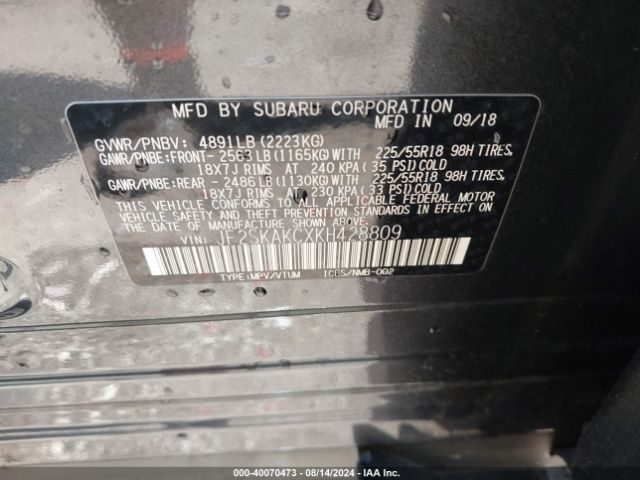 MFD BY SUBARU CORPORATION
MFD IN 09/18
GVWR/PNBV: 4891LB(2223KG)
GAWR/PNBE:FRONT- 2563LB(1165KG)WITH 225/55R18 98H TIRES,
18X7J RIMS AT 240 KPA(35 PSI)COLD
GAWR/PNBE:REAR - 2486LB(1130KG)WITH 225/55R18 98H TIRES,
18X7J RIMS AT 230 KPA(33 PSI)COLD
THIS VEHICLE CONFORMS TO ALL APPLICABLE FEDERAL MOTOR
VEHICLE SAFETY AND THEFT PREVENTION STANDARDS IN EFFECT ON
THE DATE OF MANUFACTURE SHOWN ABOVE.
VIN: JF2SKAKCXKH428809
TYPE:MPV/VTUM ICES/NMB-002
000-40070473 - 08/14/2024 - IAA Inc.